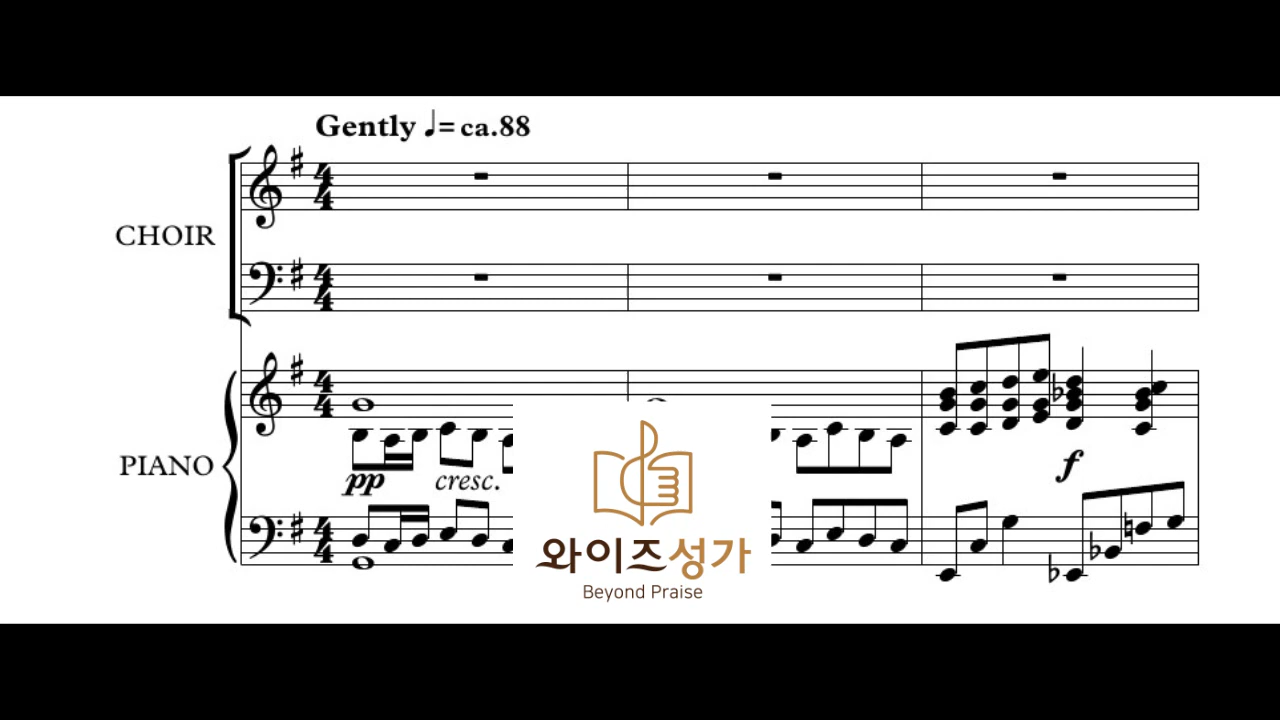 Gently ♩= ca.88
CHOIR
PIANO
pp cresc.
f
와이즈성가
Beyond Praise